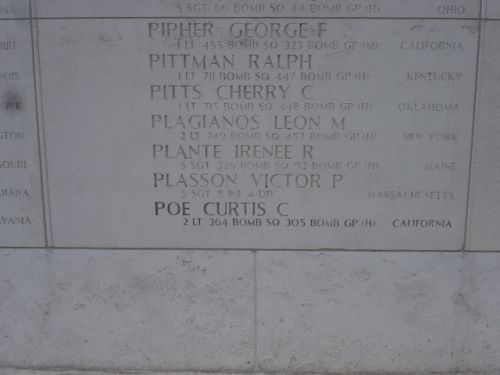 S SGT 66 BOMB SQ 44 BOMB GP (H) OHIO
PIPHER GEORGE F
1 LT 455 BOMB SQ 323 BOMB GP (M) CALIFORNIA
PITTMAN RALPH
1 LT 711 BOMB SQ 447 BOMB GP (H) KENTUCKY
PITTS CHERRY C
1 LT 715 BOMB SQ 448 BOMB GP (H) OKLAHOMA
PLAGIANOS LEON M
2 LT 749 BOMB SQ 457 BOMB GP (H) NEW YORK
PLANTE IRENEE R
S SGT 326 BOMB SQ 92 BOMB GP (H) MAINE
PLASSON VICTOR P
S SGT 8 INF 4 DIV MASSACHUSETTS
POE CURTIS C
2 LT 364 BOMB SQ 305 BOMB GP (H) CALIFORNIA